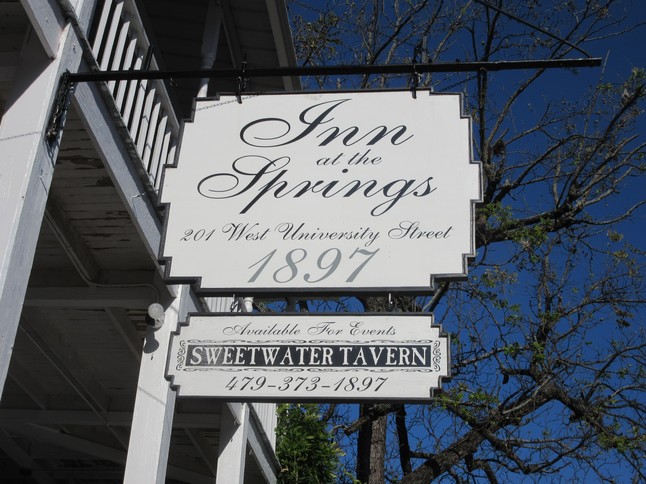 Inn
at the
Springs
201 West University Street
1897
Available For Events
SWEETWATER TAVERN
479-373-1897